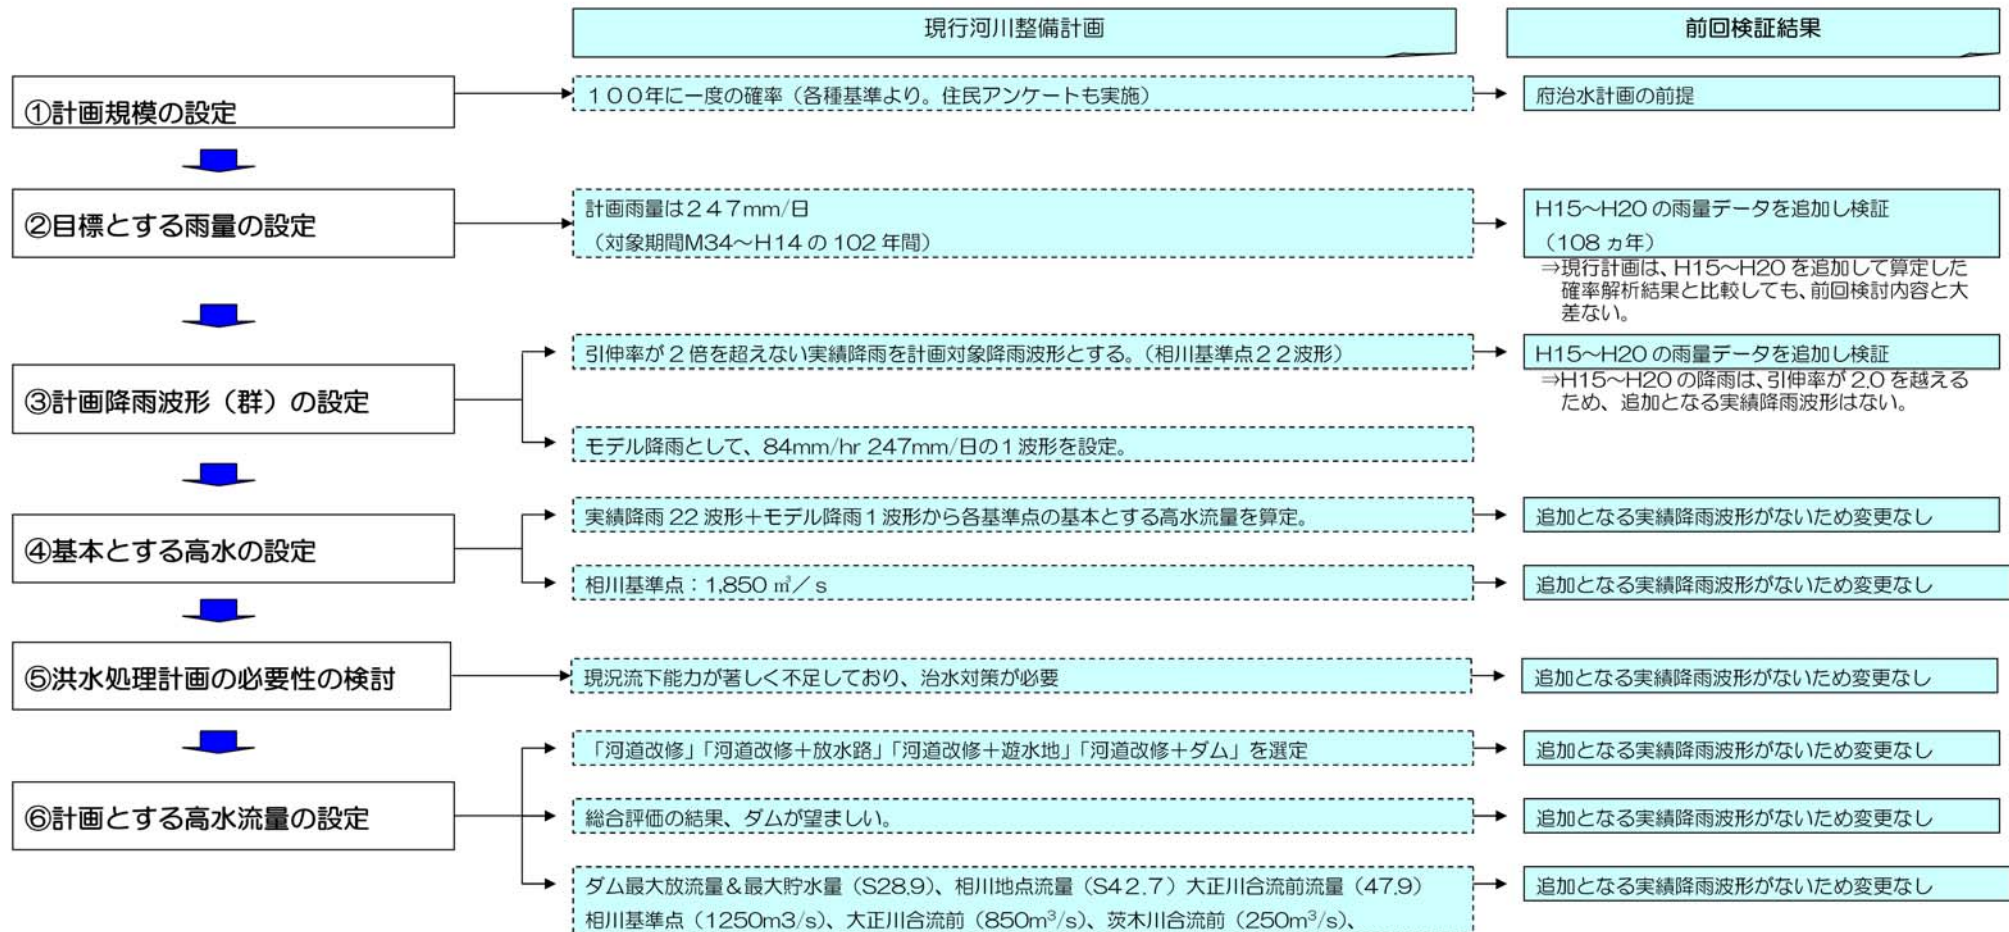 現行河川整備計画
前回検証結果
①計画規模の設定
１００年に一度の確率（各種基準より。住民アンケートも実施）
府治水計画の前提
②目標とする雨量の設定
計画雨量は２４７mm/日
（対象期間M34～H14 の 102 年間）
H15～H20 の雨量データを追加し検証
（108 ヵ年）
⇒現行計画は、H15～H20 を追加して算定した
確率解析結果と比較しても、前回検討内容と大
差ない。
③計画降雨波形（群）の設定
引伸率が２倍を超えない実績降雨を計画対象降雨波形とする。（相川基準点２２波形）
H15～H20 の雨量データを追加し検証
⇒H15～H20 の降雨は、引伸率が 2.0 を越える
ため、追加となる実績降雨波形はない。
モデル降雨として、84mm/hr 247mm/日の１波形を設定。
④基本とする高水の設定
実績降雨 22 波形＋モデル降雨１波形から各基準点の基本とする高水流量を算定。
追加となる実績降雨波形がないため変更なし
相川基準点：1,850 ㎥／ｓ
追加となる実績降雨波形がないため変更なし
⑤洪水処理計画の必要性の検討
現況流下能力が著しく不足しており、治水対策が必要
追加となる実績降雨波形がないため変更なし
⑥計画とする高水流量の設定
「河道改修」「河道改修＋放水路」「河道改修＋遊水地」「河道改修＋ダム」を選定
追加となる実績降雨波形がないため変更なし
総合評価の結果、ダムが望ましい。
追加となる実績降雨波形がないため変更なし
ダム最大放流量＆最大貯水量（S28.9）、相川地点流量（S４２.７）大正川合流前流量（47.9）
相川基準点（1250m3/s）、大正川合流前（850m³/s）、茨木川合流前（250m³/s）、
追加となる実績降雨波形がないため変更なし